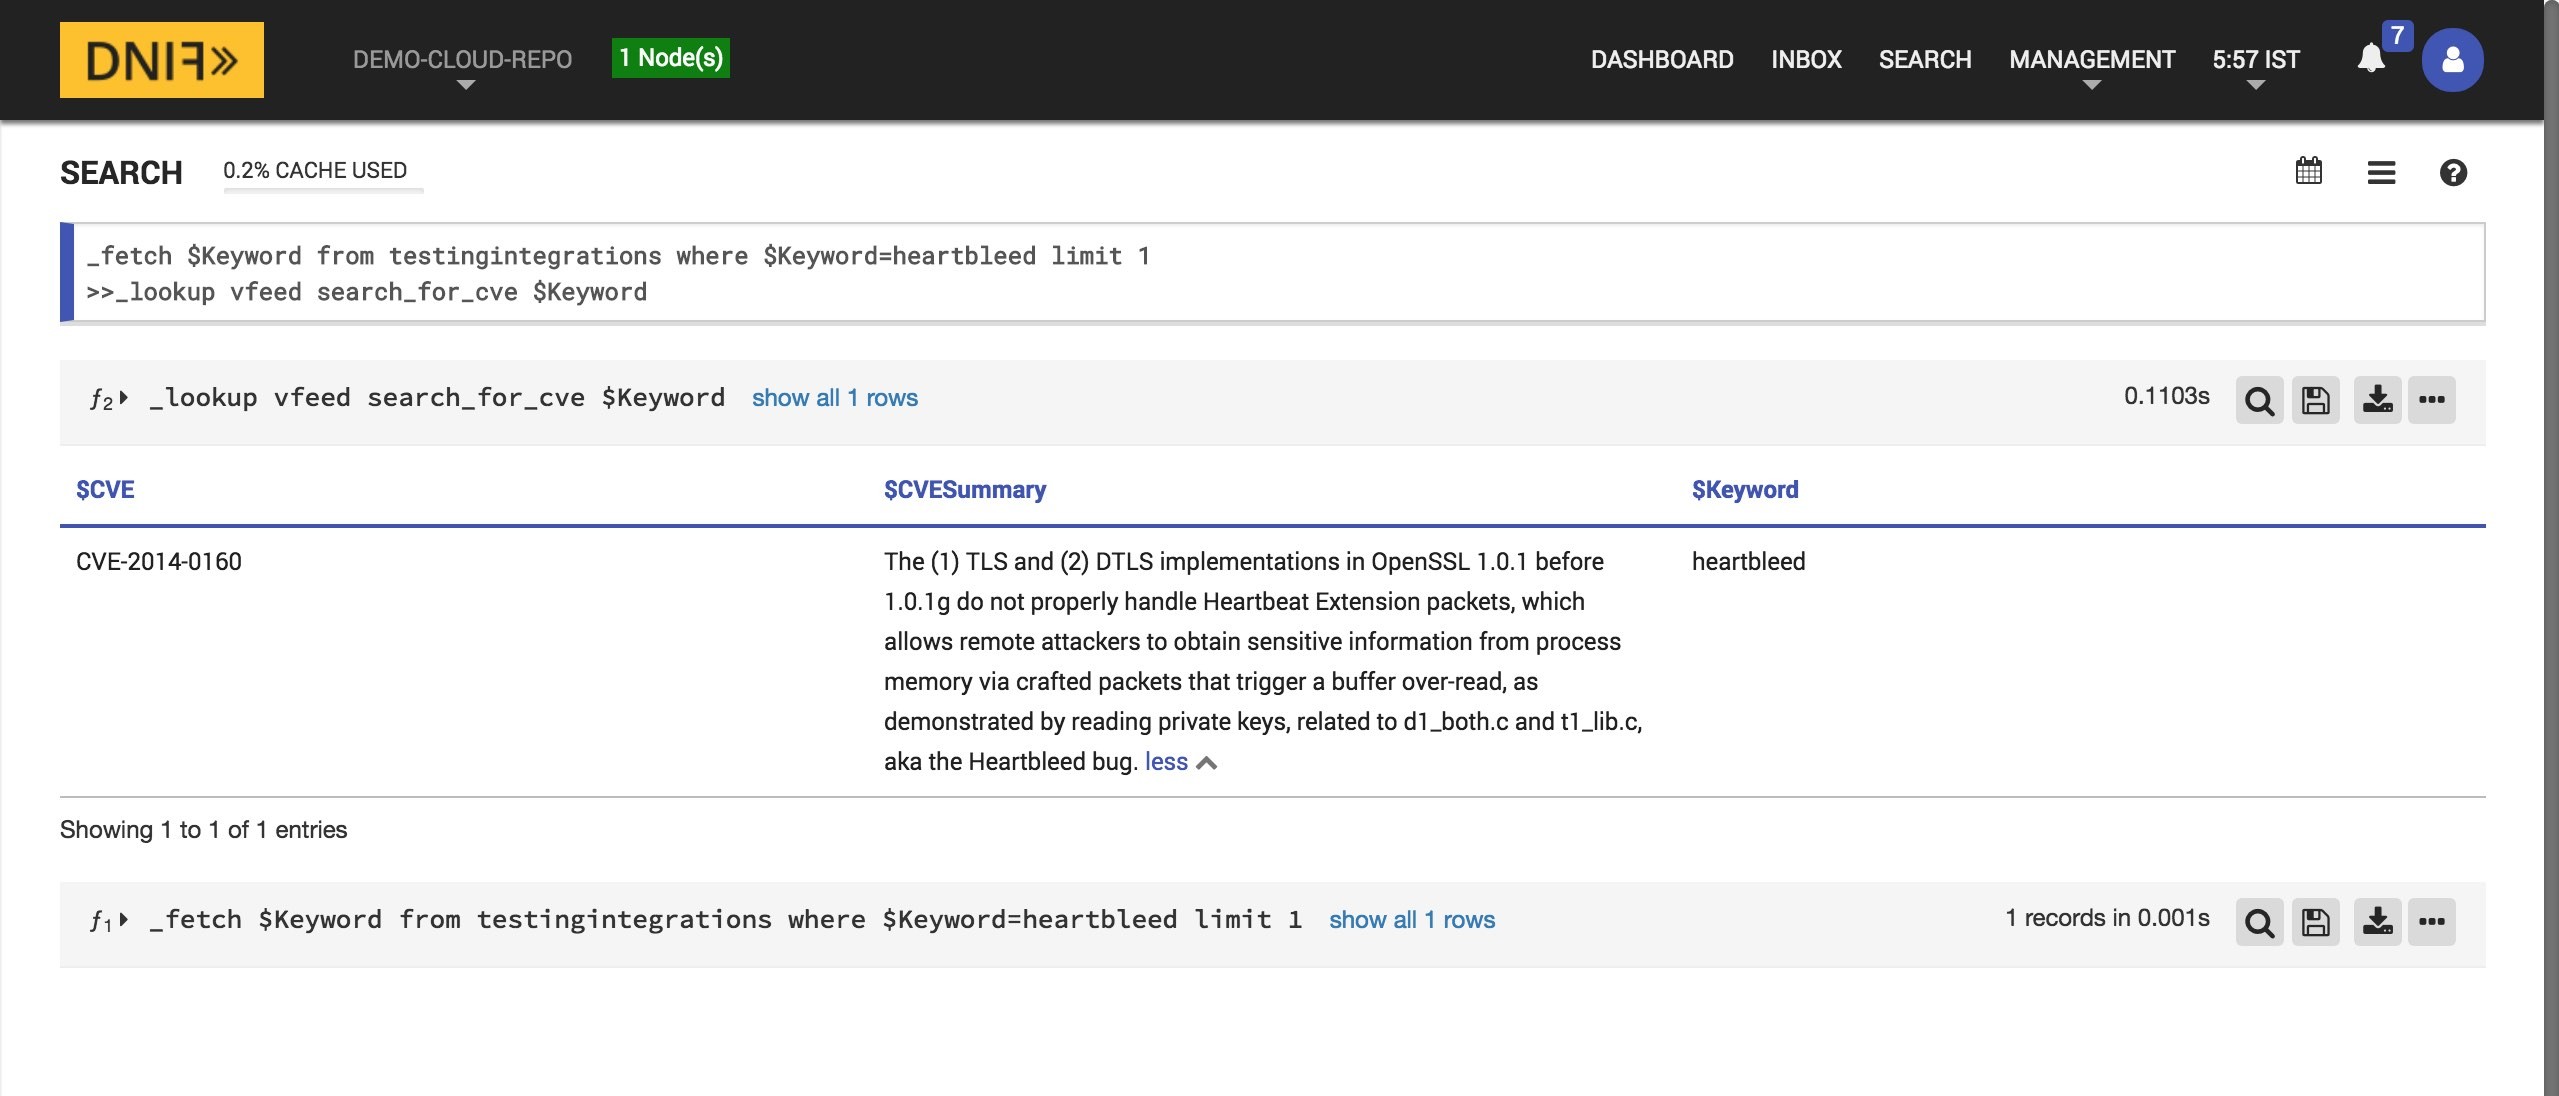 DNIF»
DEMO-CLOUD-REPO
1 Node(s)
DASHBOARD
INBOX
SEARCH
MANAGEMENT
5:57 IST
7
SEARCH
0.2% CACHE USED
_fetch $Keyword from testingintegrations where $Keyword=heartbleed limit 1
>>_lookup vfeed search_for_cve $Keyword
ƒ2 _lookup vfeed search_for_cve $Keyword show all 1 rows 0.1103s
$CVE $CVESummary $Keyword
CVE-2014-0160
The (1) TLS and (2) DTLS implementations in OpenSSL 1.0.1 before
1.0.1g do not properly handle Heartbeat Extension packets, which
allows remote attackers to obtain sensitive information from process
memory via crafted packets that trigger a buffer over-read, as
demonstrated by reading private keys, related to d1_both.c and t1_lib.c,
aka the Heartbleed bug. less
heartbleed
Showing 1 to 1 of 1 entries
ƒ1 _fetch $Keyword from testingintegrations where $Keyword=heartbleed limit 1 show all 1 rows 1 records in 0.001s